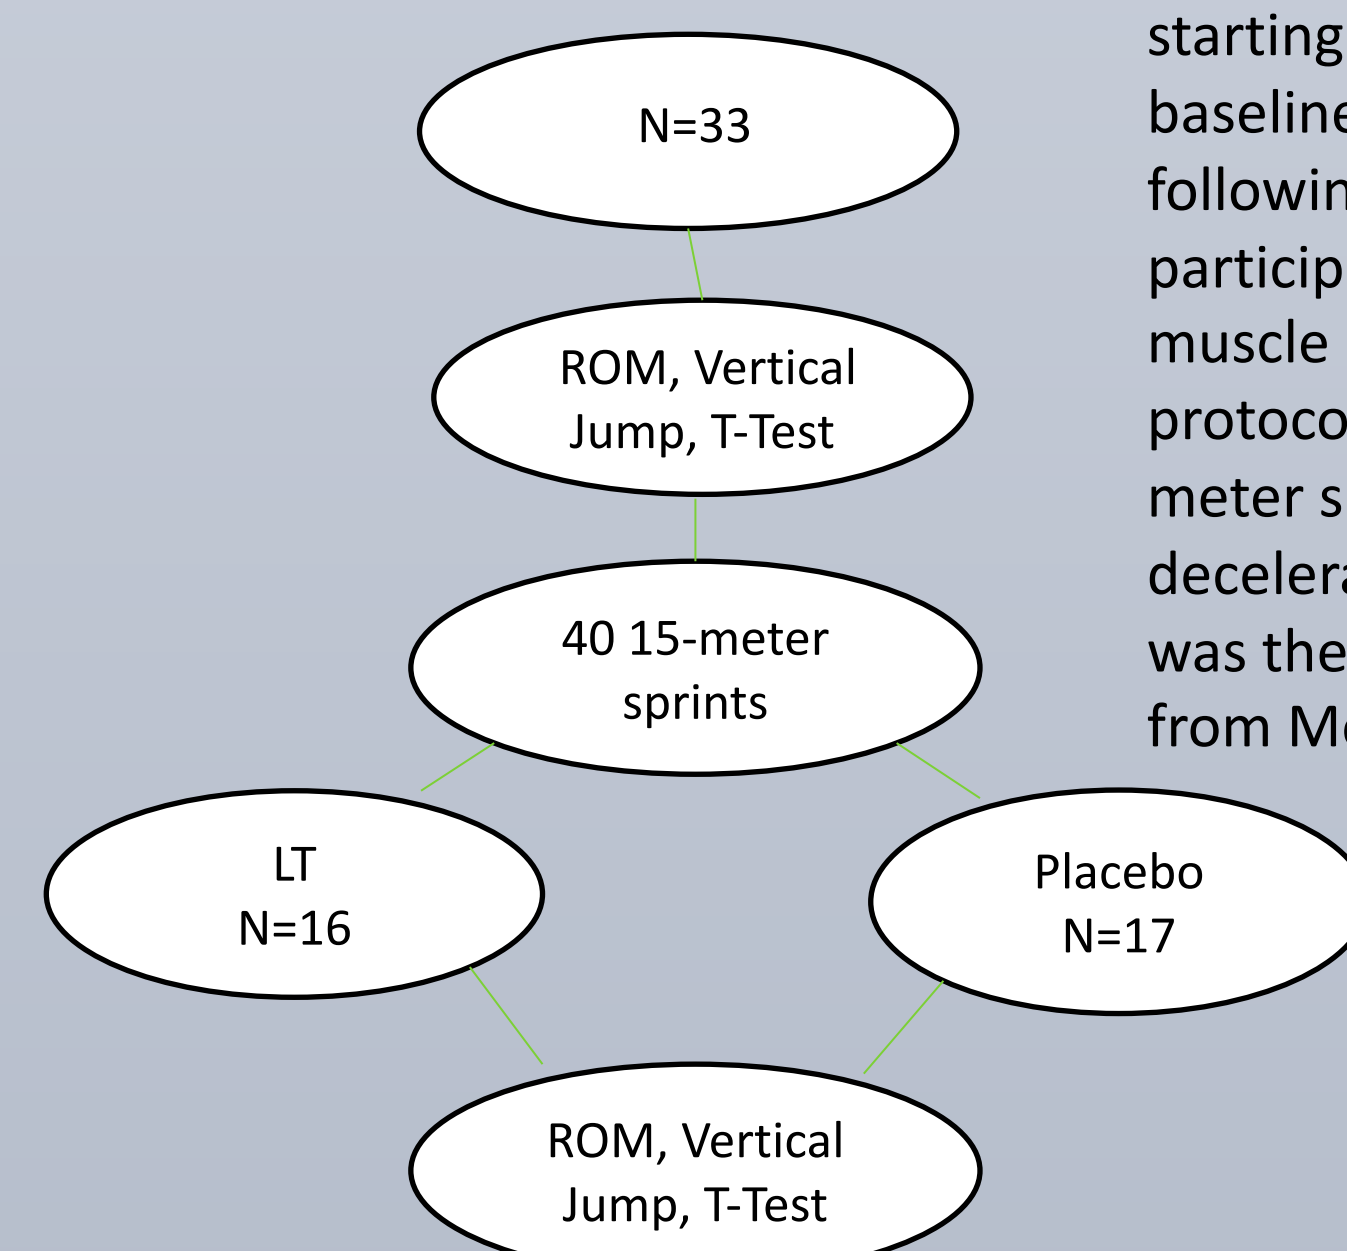 N=33
ROM, Vertical
Jump, T-Test
40 15-meter
sprints
LT
N=16
Placebo
N=17
ROM, Vertical
Jump, T-Test
starting
baseline
followin
particip
muscle
protoco
meter s
decelera
was the
from M